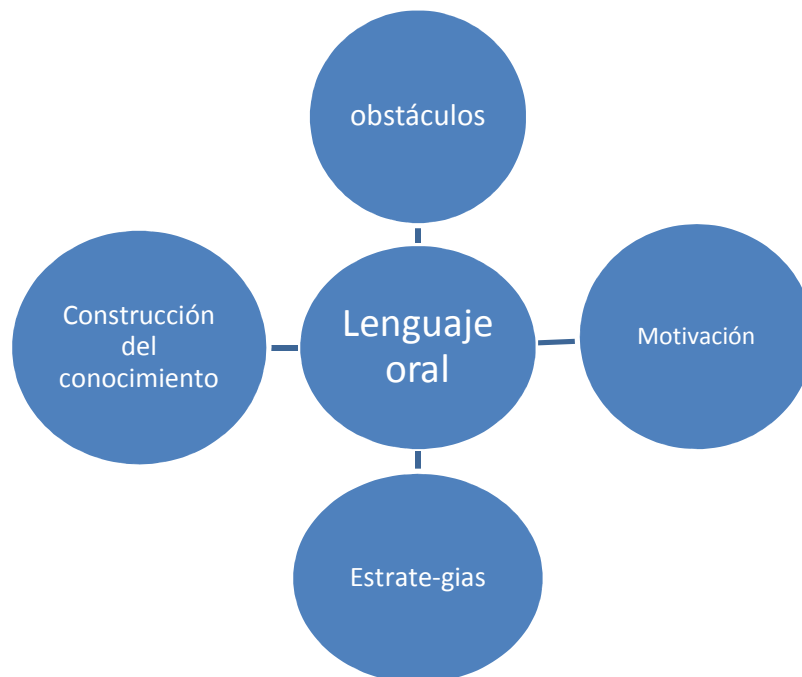 obstáculos
Construcción
del
conocimiento
Lenguaje
oral
Motivación
Estrate-gias